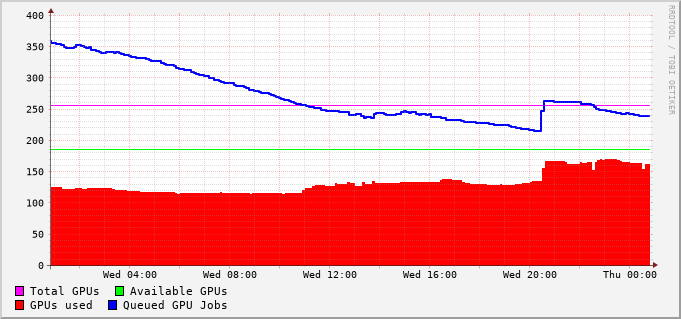 400
350
300
250
200
150
100
50
0
Wed 04:00 Wed 08:00 Wed 12:00 Wed 16:00 Wed 20:00 Thu 00:00
Total GPUs Available GPUs
GPUs used Queued GPU Jobs
RRDTOOL / TOBI OETIKER